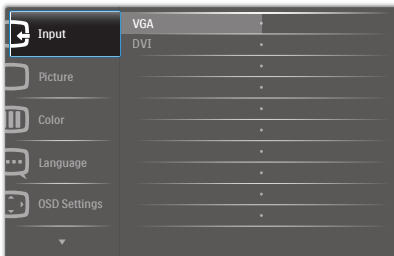 Input
VGA
DVI
Picture
Color
Language
OSD Settings